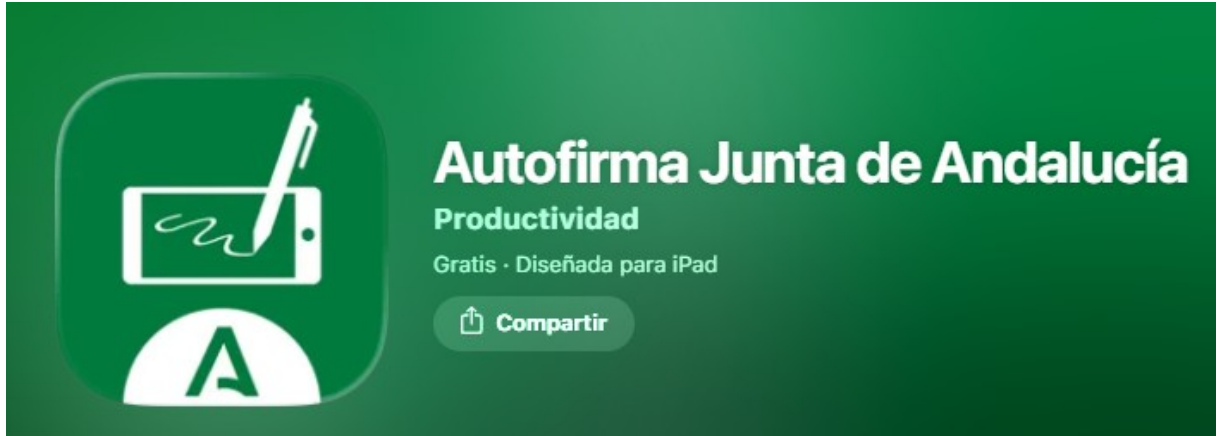 Autofirma Junta de Andalucía
Productividad
Gratis · Diseñada para iPad
Compartir
A